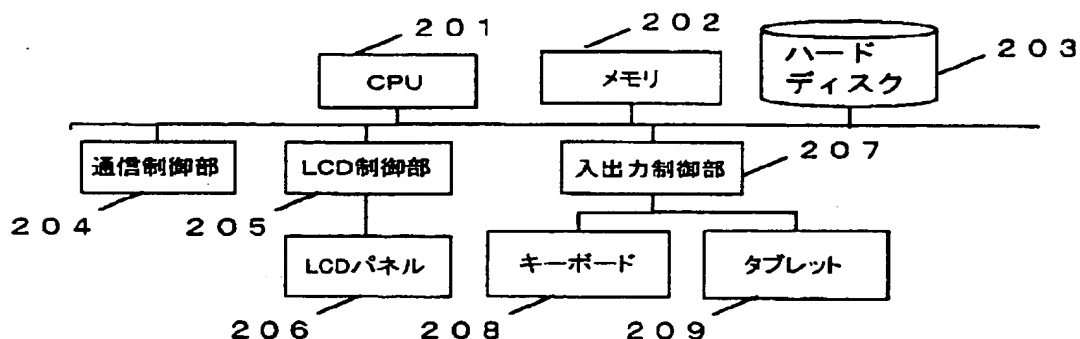 201
202
203
CPU
メモリ
ハード
ディスク
通信制御部
LCD制御部
入出力制御部
207
204
205
LCDパネル
キーボード
タブレット
206
208
209